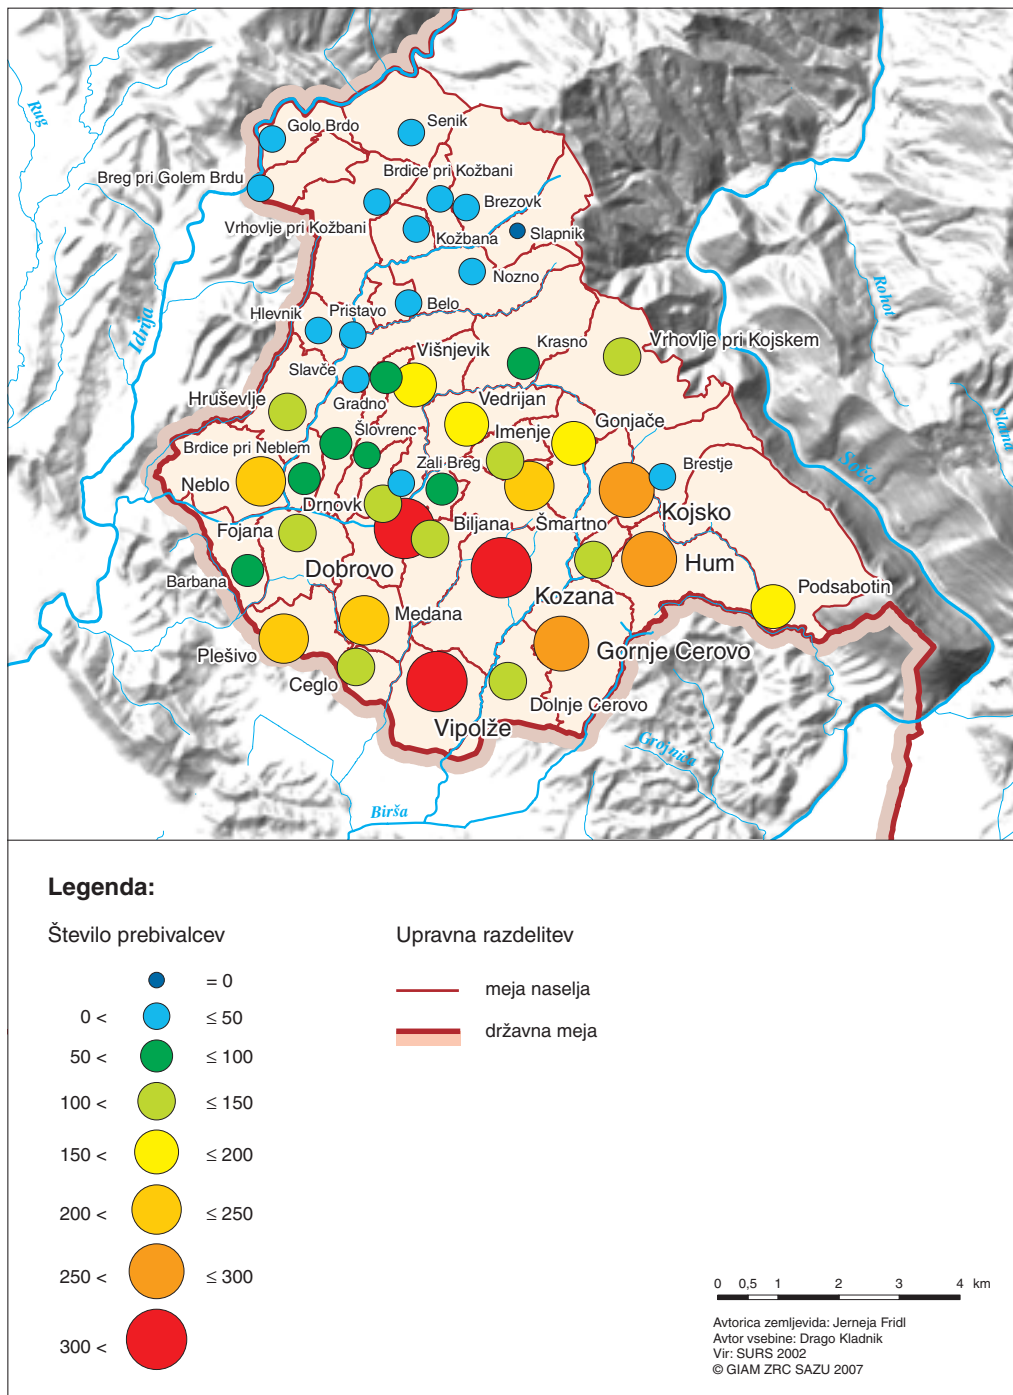 Rug
Golo Brdo
Senik
Breg pri Golem Brdu
Brdice pri Kožbani
Brezovk
Vrhovlje pri Kožbani
Kožbana
Slapnik
Nozno
Idrija
Hlevnik
Pristavo
Belo
Rohot
Krasno
Vrhovlje pri Kojskem
Višnjevik
Slavče
Hruševlje
Gradno
Vedrijan
Gonjače
Slama
Šlovrenc
Imenje
Brdice pri Neblem
Zali Breg
Brestje
Soča
Neblo
Drnovk
Kojsko
Fojana
Biljana
Šmartno
Dobrovo
Hum
Barbana
Kozana
Podsabotin
Medana
Plešivo
Gornje Cerovo
Ceglo
Dolnje Cerovo
Vipolže
Grojnica
Birša
Legenda:
Število prebivalcev
= 0
0 < ≤ 50
50 < ≤ 100
100 < ≤ 150
150 < ≤ 200
200 < ≤ 250
250 < ≤ 300
300 <
Upravna razdelitev
meja naselja
državna meja
0 0,5 1 2 3 4 km
Avtorica zemljevida: Jerneja Fridl
Avtor vsebine: Drago Kladnik
Vir: SURS 2002
© GIAM ZRC SAZU 2007